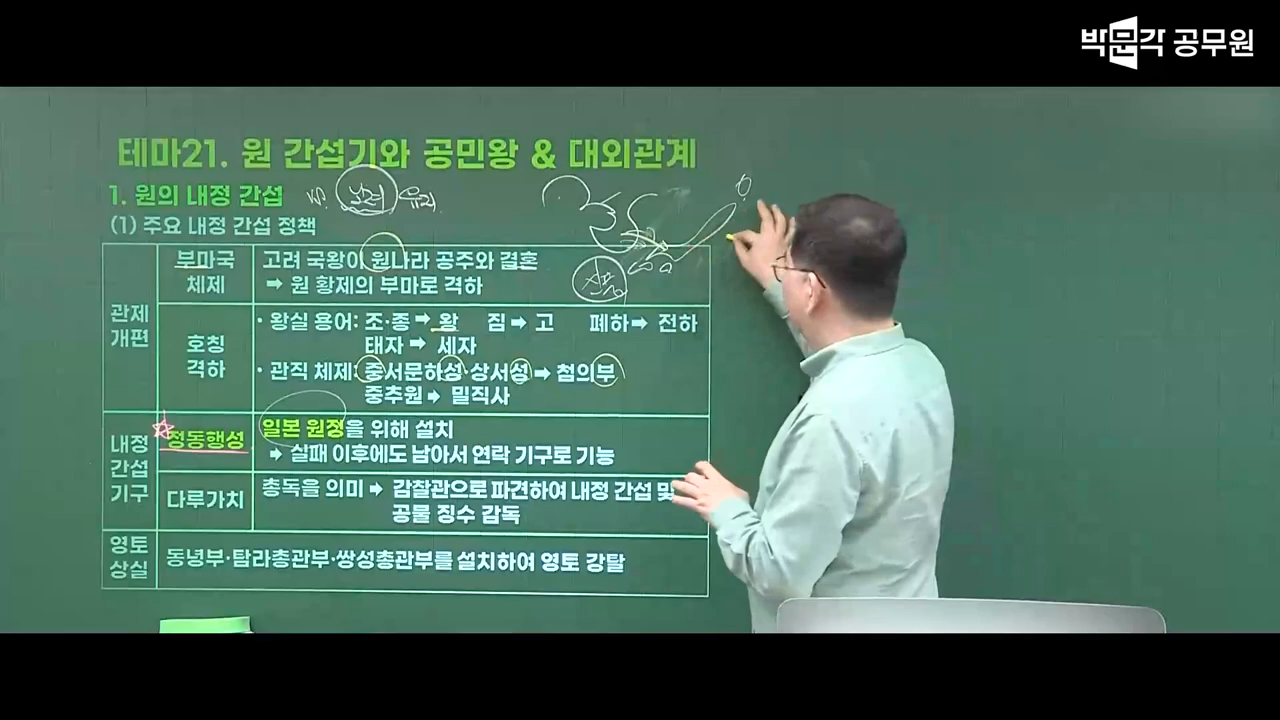 박문각 공무원
테마21. 원 간섭기와 공민왕 & 대외관계
1. 원의 내정 간섭
(1) 주요 내정 간섭 정책
관제 개편
부마국 체제
고려 국왕이 원나라 공주와 결혼
➡ 원 황제의 부마로 격하
호칭 격하
· 왕실 용어: 조·종 ➡ 왕 짐 ➡ 고 폐하 ➡ 전하
태자 ➡ 세자
· 관직 체제: 중서문하성·상서성 ➡ 첨의부
중추원 ➡ 밀직사
내정 간섭 기구
정동행성
일본 원정을 위해 설치
➡ 실패 이후에도 남아서 연락 기구로 기능
다루가치
총독을 의미 ➡ 감찰관으로 파견하여 내정 간섭 및
공물 징수 감독
영토 상실
동녕부·탐라총관부·쌍성총관부를 설치하여 영토 강탈